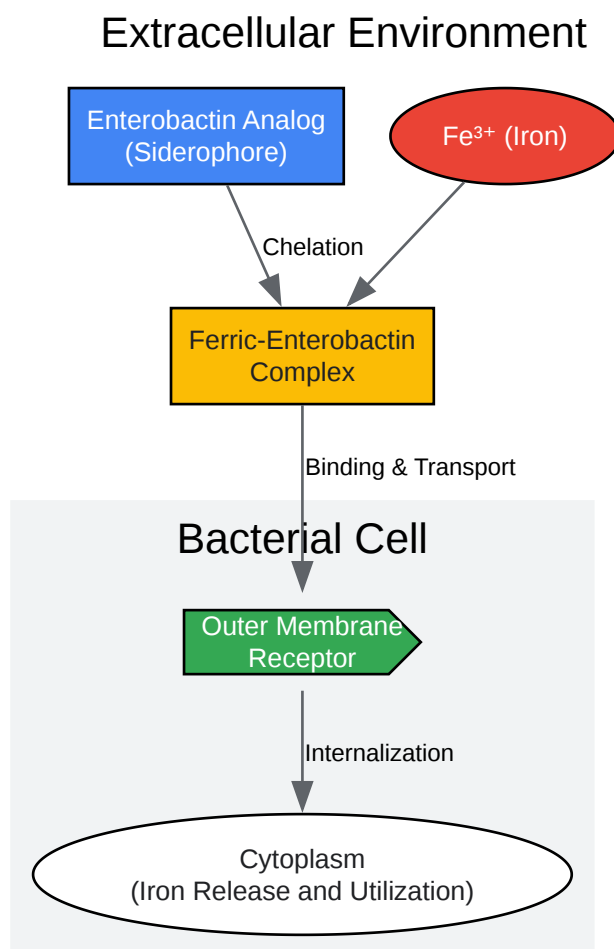 Extracellular Environment
Enterobactin Analog
(Siderophore)
Fe³⁺ (Iron)
Chelation
Ferric-Enterobactin
Complex
Binding & Transport
Bacterial Cell
Outer Membrane
Receptor
Internalization
Cytoplasm
(Iron Release and Utilization)